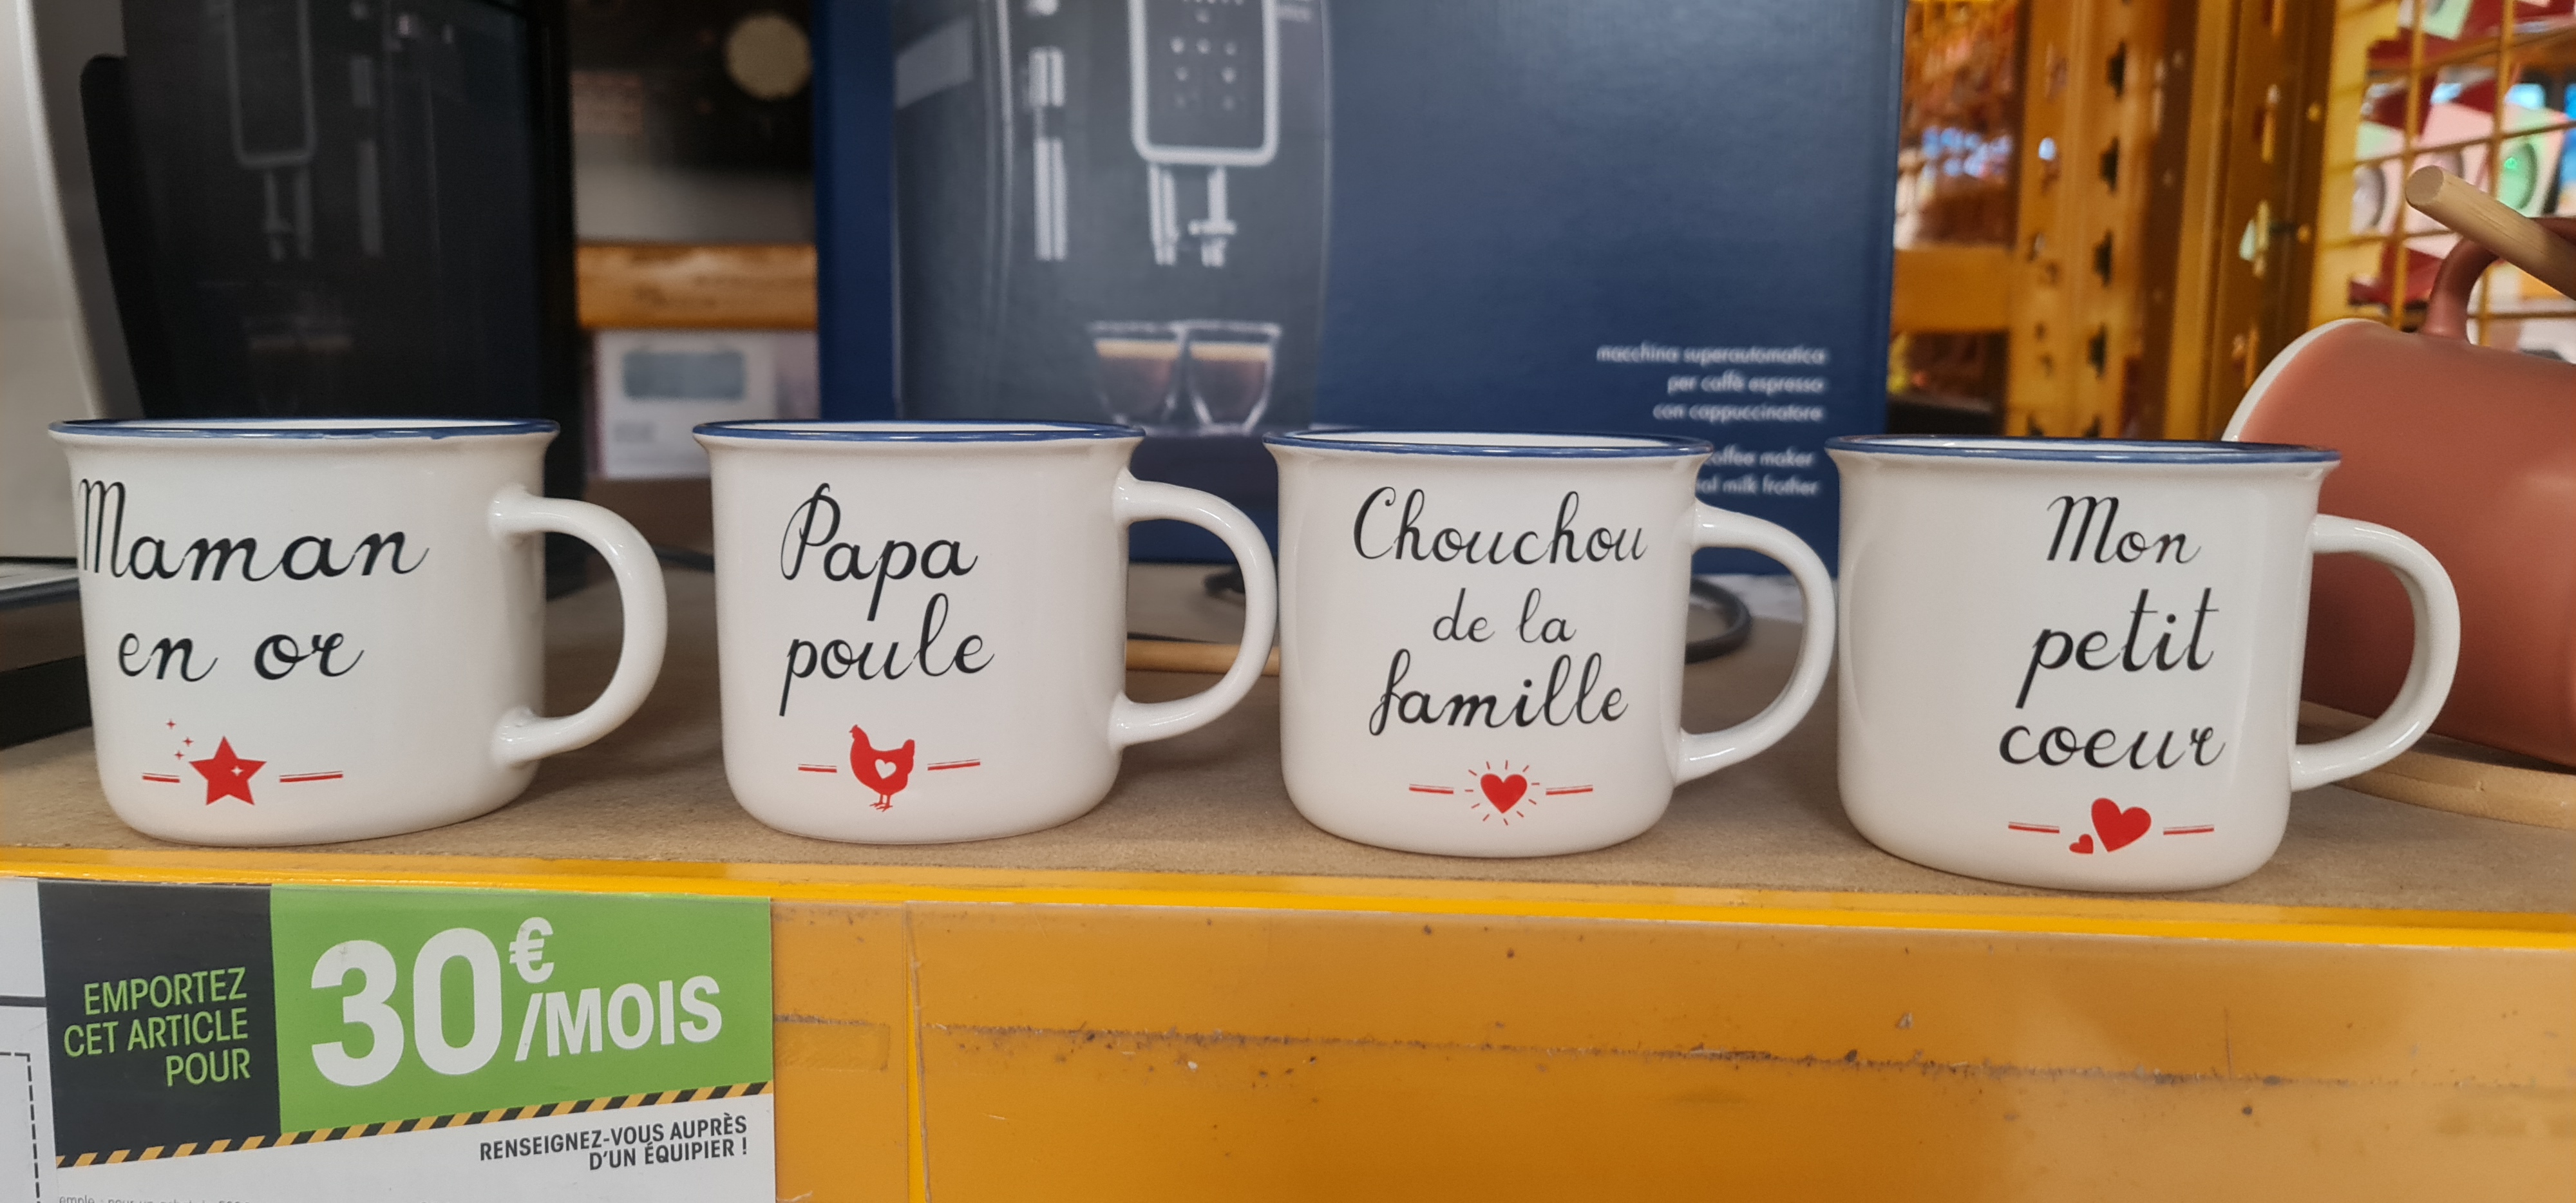 macchina superautomatica
per caffè espresso
con cappuccinatore
coffee maker
milk frother
Maman
en or
Papa
poule
Chouchou
de la
famille
Mon
petit
coeur
EMPORTEZ
CET ARTICLE
POUR
30€/MOIS
RENSEIGNEZ-VOUS AUPRÈS
D'UN ÉQUIPIER !